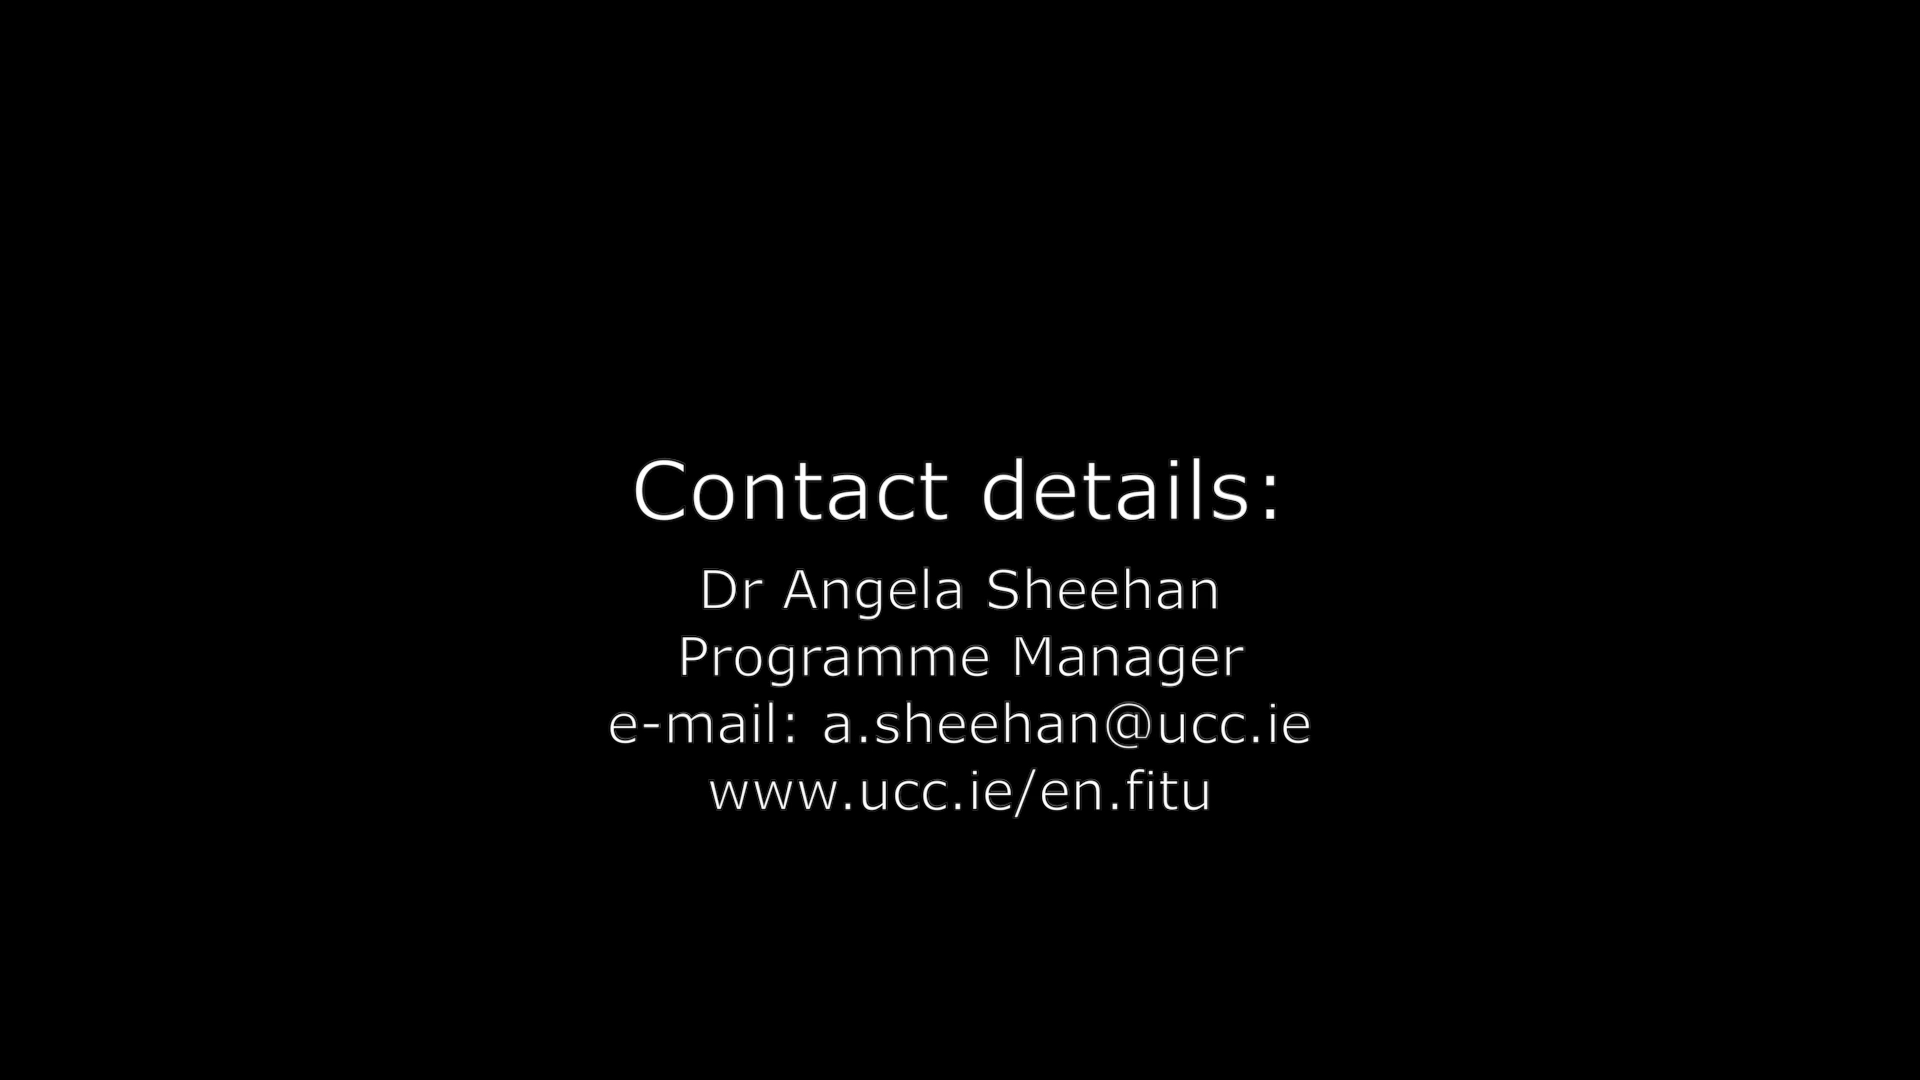 Contact details:
Dr Angela Sheehan
Programme Manager
e-mail: a.sheehan@ucc.ie
www.ucc.ie/en.fitu